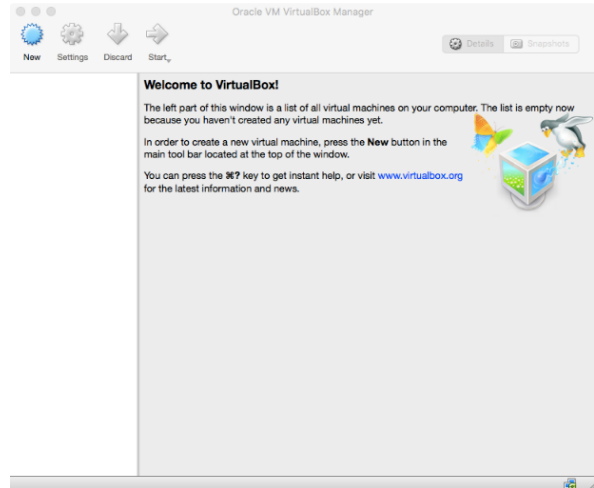 Oracle VM VirtualBox Manager
New Settings Discard Start
Details Snapshots
Welcome to VirtualBox!
The left part of this window is a list of all virtual machines on your computer. The list is empty now
because you haven't created any virtual machines yet.
In order to create a new virtual machine, press the New button in the
main tool bar located at the top of the window.
You can press the ⌘? key to get instant help, or visit www.virtualbox.org
for the latest information and news.